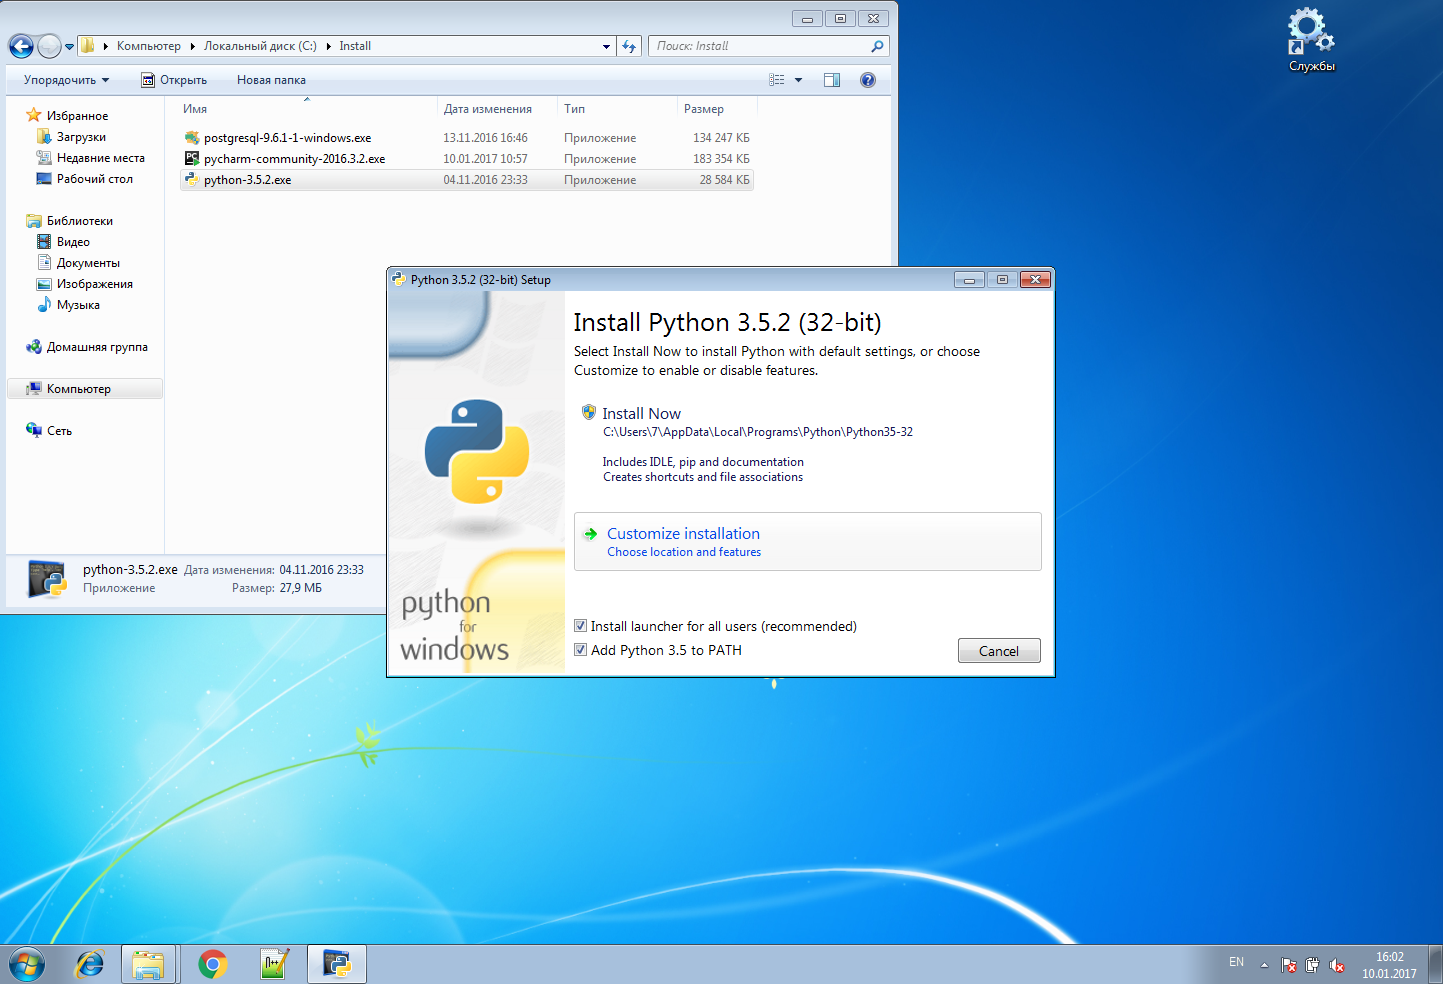 Компьютер Локальный диск (C:) Install
Поиск: Install
Упорядочить Открыть Новая папка
Избранное
Загрузки
Недавние места
Рабочий стол
Библиотеки
Видео
Документы
Изображения
Музыка
Домашняя группа
Компьютер
Сеть
Имя Дата изменения Тип Размер
postgresql-9.6.1-1-windows.exe 13.11.2016 16:46 Приложение 134 247 КБ
pycharm-community-2016.3.2.exe 10.01.2017 10:57 Приложение 183 354 КБ
python-3.5.2.exe 04.11.2016 23:33 Приложение 28 584 КБ
python-3.5.2.exe Дата изменения: 04.11.2016 23:33
Приложение Размер: 27,9 МБ
Службы
Python 3.5.2 (32-bit) Setup
Install Python 3.5.2 (32-bit)
Select Install Now to install Python with default settings, or choose
Customize to enable or disable features.
Install Now
C:\Users\7\AppData\Local\Programs\Python\Python35-32
Includes IDLE, pip and documentation
Creates shortcuts and file associations
Customize installation
Choose location and features
python
for
windows
Install launcher for all users (recommended)
Add Python 3.5 to PATH
Cancel
EN
16:02
10.01.2017